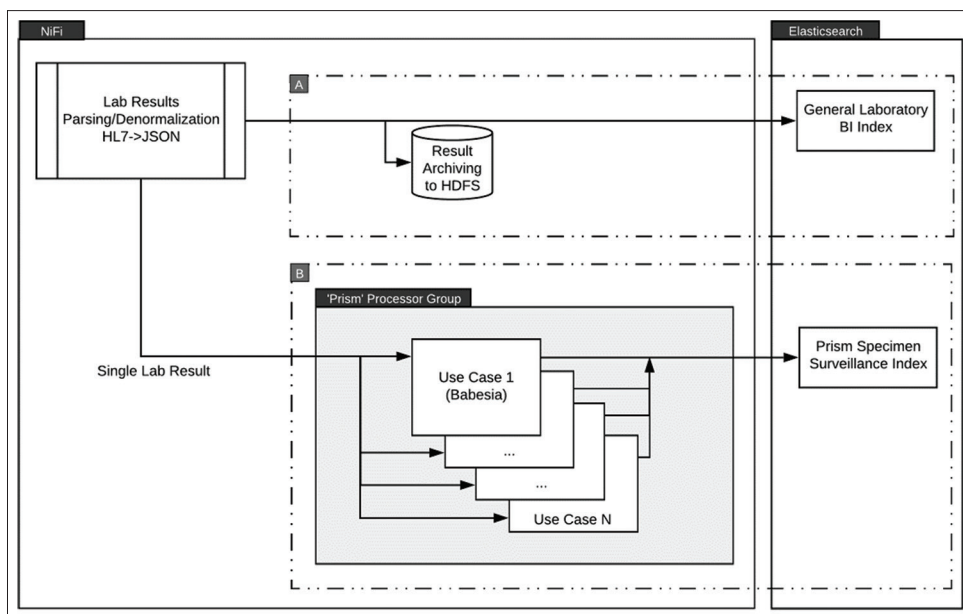 NiFi
Elasticsearch
Lab Results
Parsing/Denormalization
HL7->JSON
A
Result
Archiving
to HDFS
General Laboratory
BI Index
B
'Prism' Processor Group
Single Lab Result
Use Case 1
(Babesia)
...
...
Use Case N
Prism Specimen
Surveillance Index